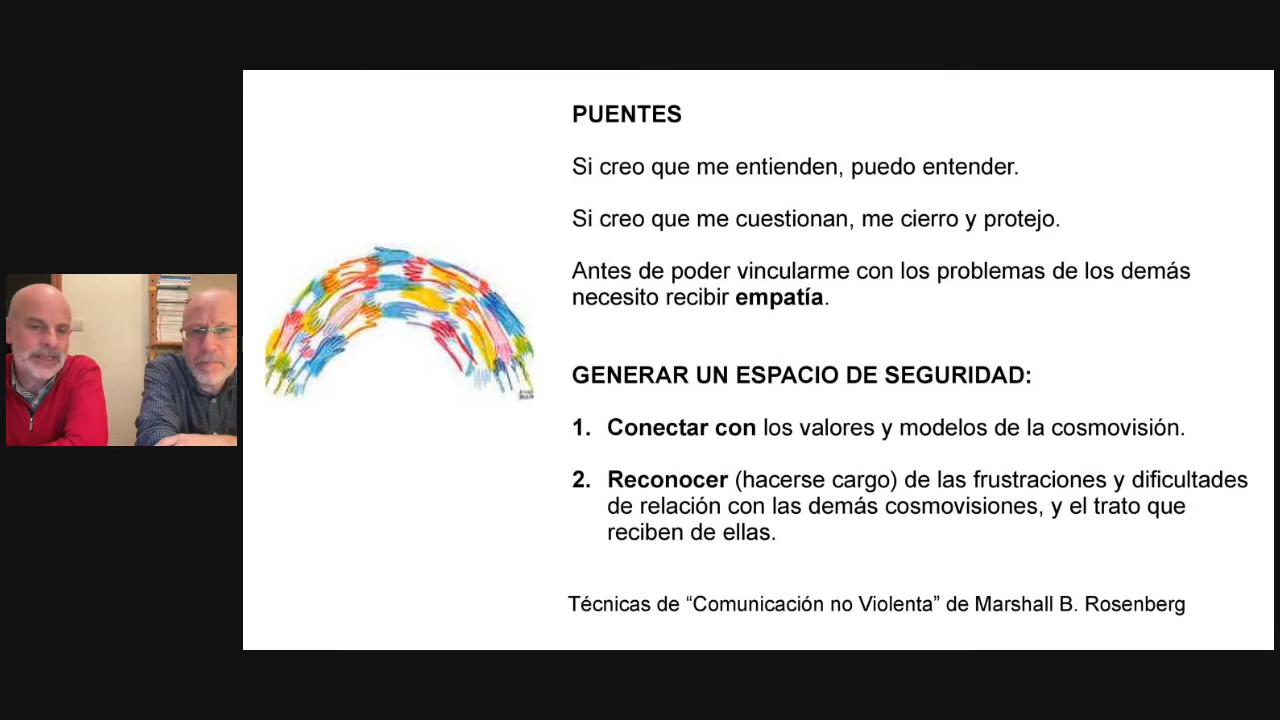 PUENTES
Si creo que me entienden, puedo entender.
Si creo que me cuestionan, me cierro y protejo.
Antes de poder vincularme con los problemas de los demás
necesito recibir empatía.
GENERAR UN ESPACIO DE SEGURIDAD:
1. Conectar con los valores y modelos de la cosmovisión.
2. Reconocer (hacerse cargo) de las frustraciones y dificultades
de relación con las demás cosmovisiones, y el trato que
reciben de ellas.
Técnicas de “Comunicación no Violenta” de Marshall B. Rosenberg